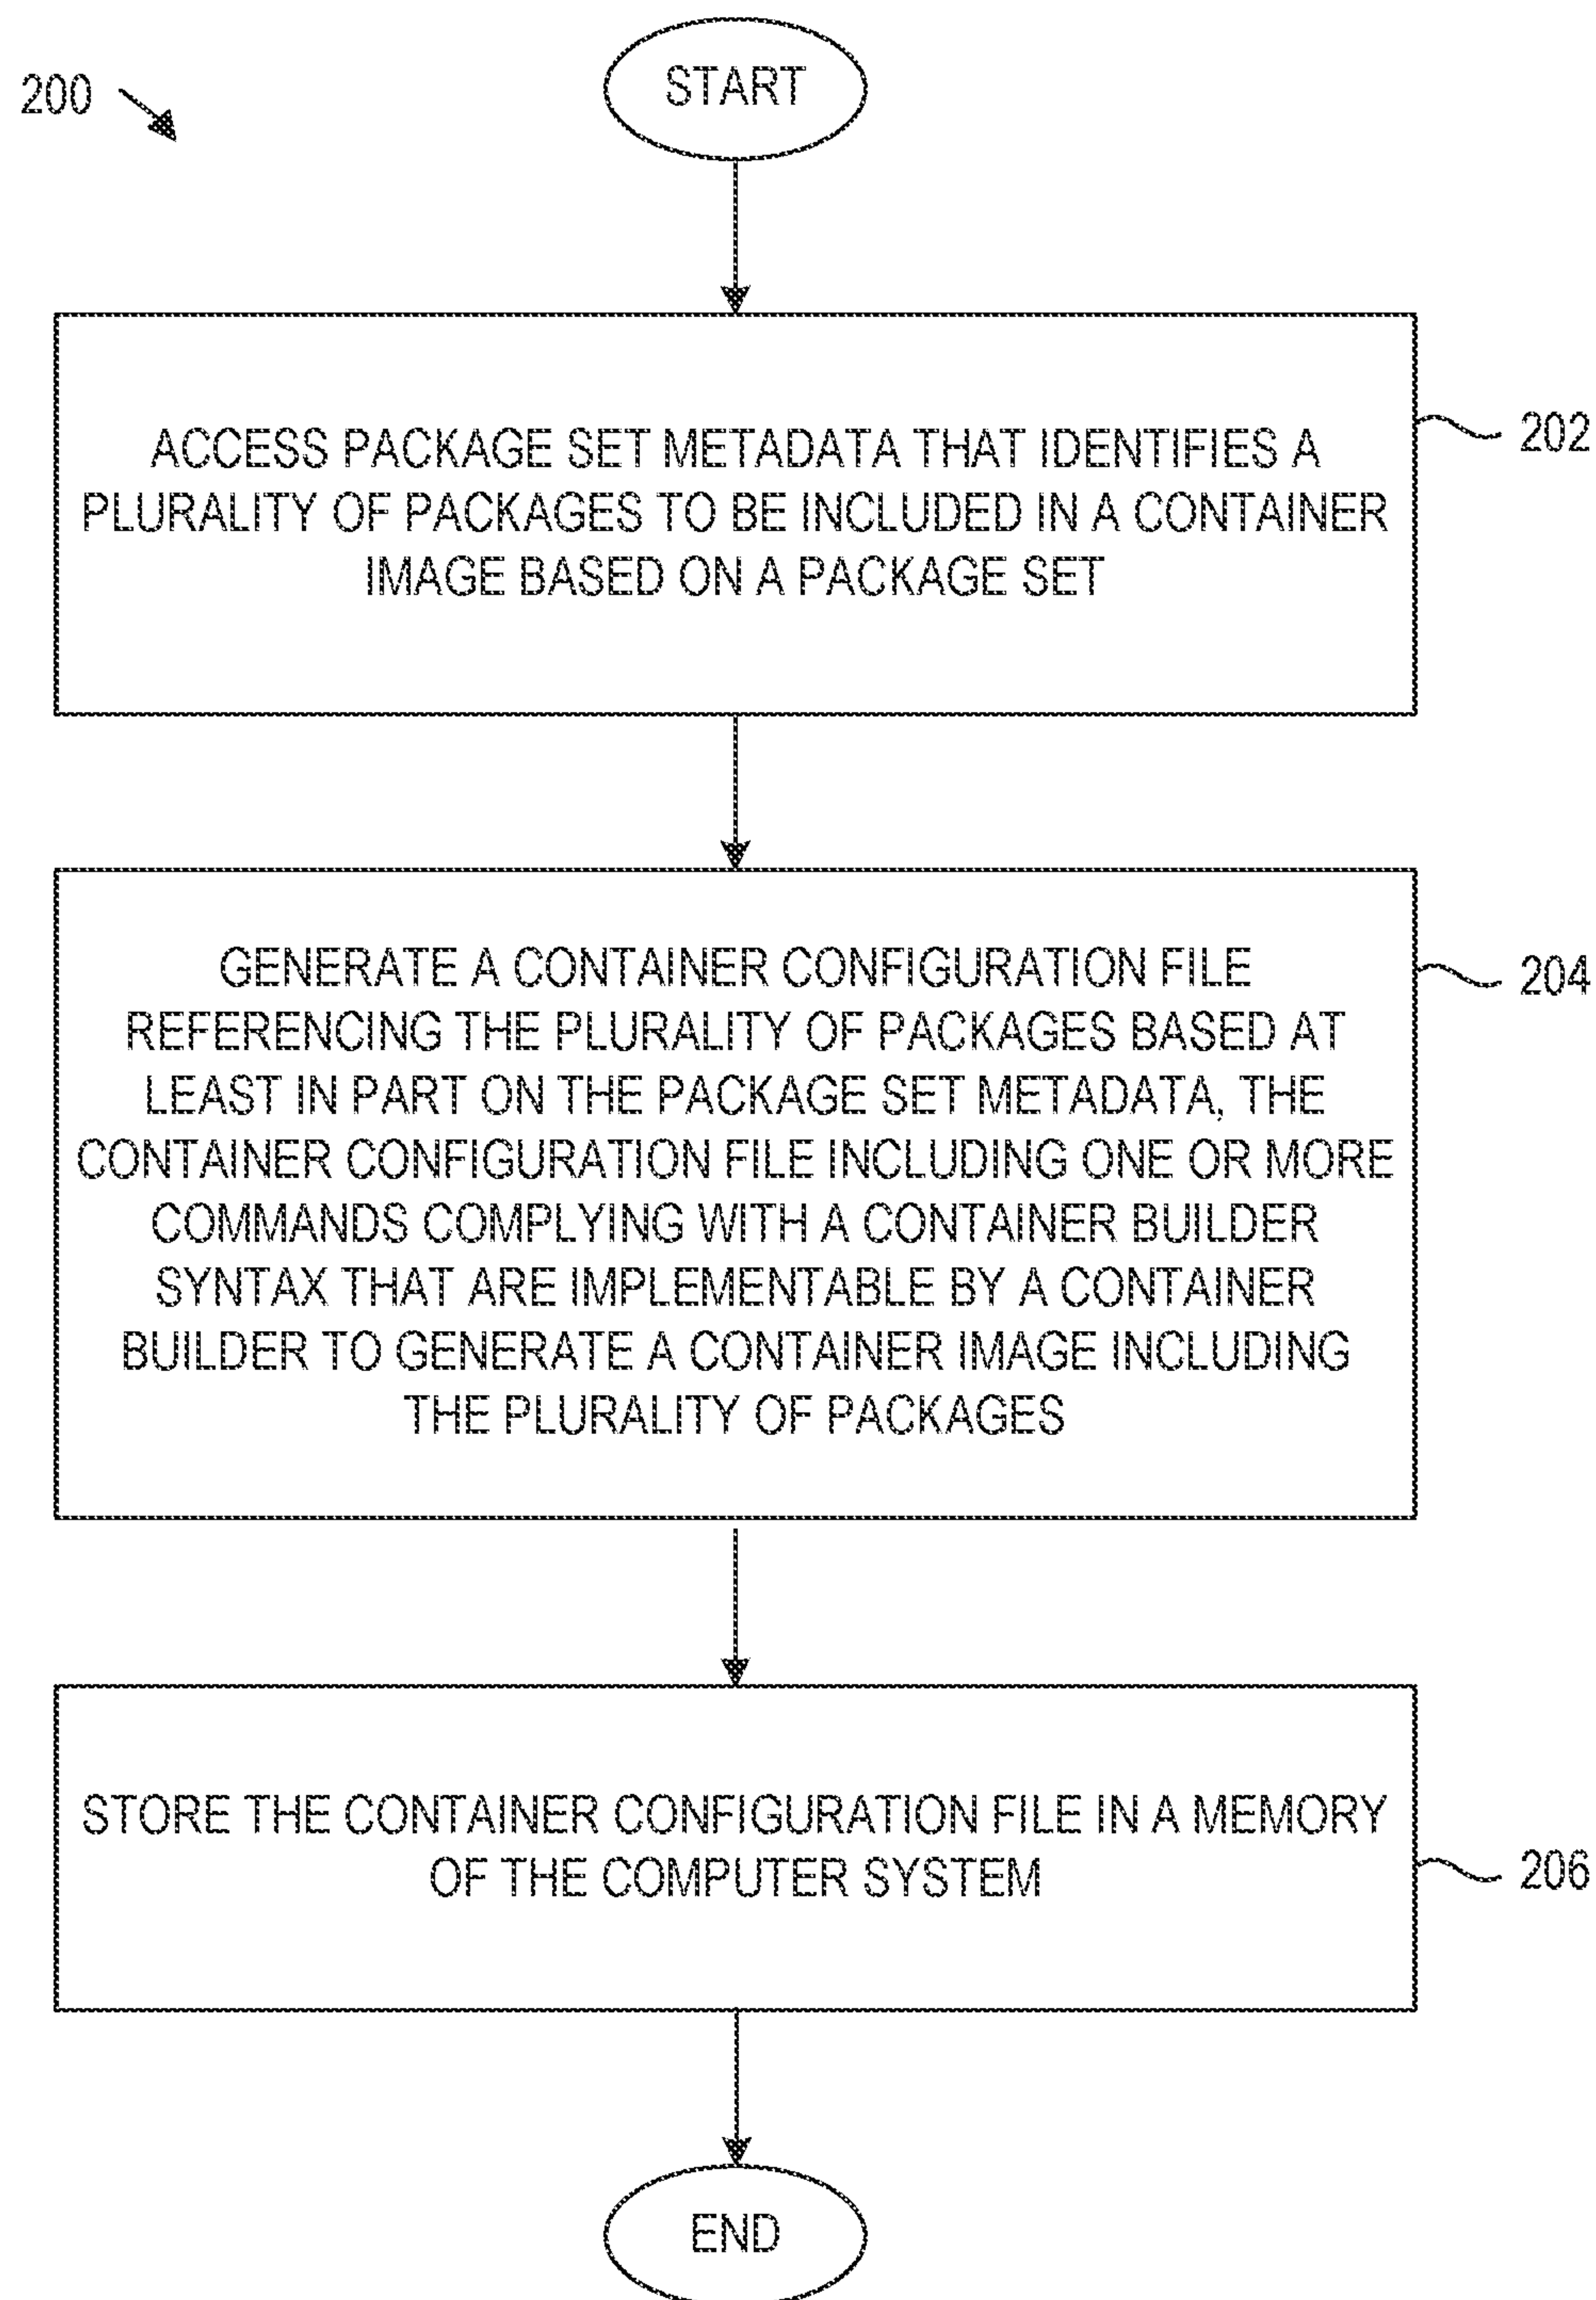 START
200
ACCESS PACKAGE SET METADATA THAT IDENTIFIES A
PLURALITY OF PACKAGES TO BE INCLUDED IN A CONTAINER
IMAGE BASED ON A PACKAGE SET
202
GENERATE A CONTAINER CONFIGURATION FILE
REFERENCING THE PLURALITY OF PACKAGES BASED AT
LEAST IN PART ON THE PACKAGE SET METADATA, THE
CONTAINER CONFIGURATION FILE INCLUDING ONE OR MORE
COMMANDS COMPLYING WITH A CONTAINER BUILDER
SYNTAX THAT ARE IMPLEMENTABLE BY A CONTAINER
BUILDER TO GENERATE A CONTAINER IMAGE INCLUDING
THE PLURALITY OF PACKAGES
204
STORE THE CONTAINER CONFIGURATION FILE IN A MEMORY
OF THE COMPUTER SYSTEM
206
END